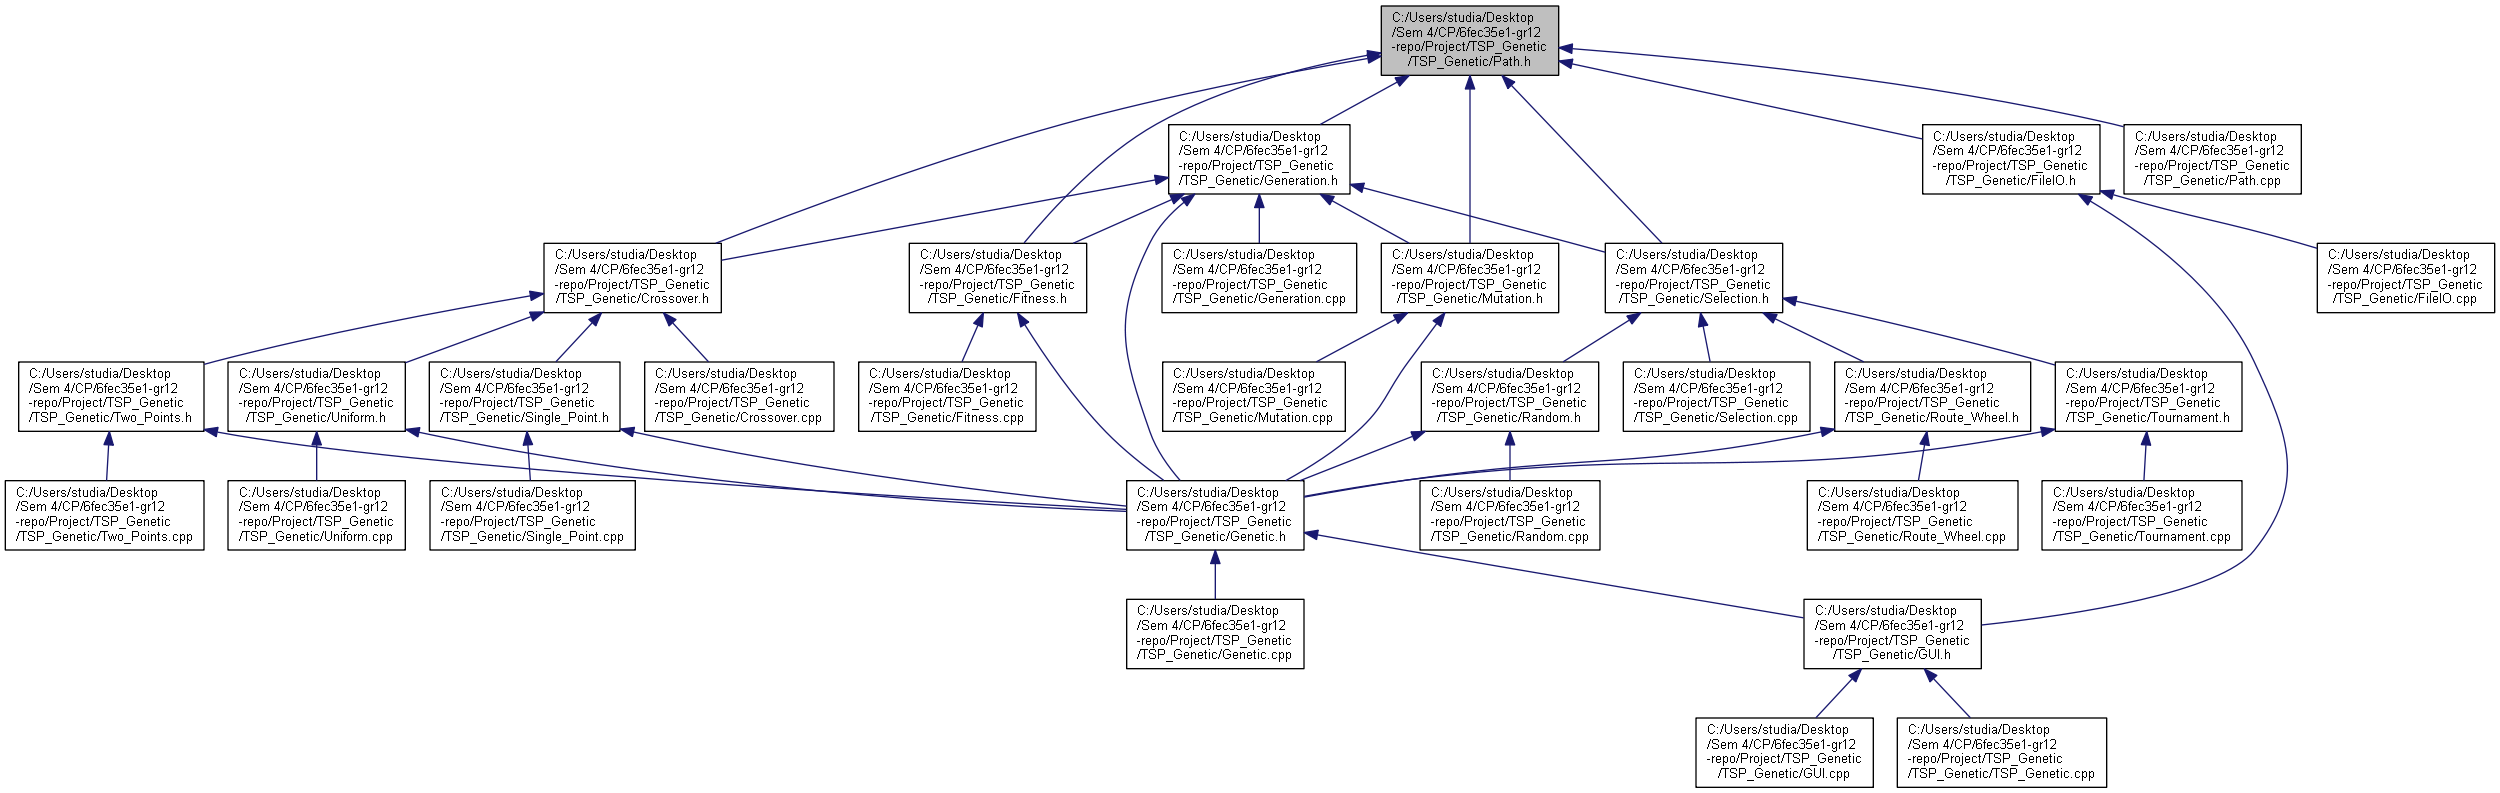 C:/Users/studia/Desktop
/Sem 4/CP/6fec35e1-gr12
-repo/Project/TSP_Genetic
/TSP_Genetic/Path.h
C:/Users/studia/Desktop
/Sem 4/CP/6fec35e1-gr12
-repo/Project/TSP_Genetic
/TSP_Genetic/Generation.h
C:/Users/studia/Desktop
/Sem 4/CP/6fec35e1-gr12
-repo/Project/TSP_Genetic
/TSP_Genetic/FileIO.h
C:/Users/studia/Desktop
/Sem 4/CP/6fec35e1-gr12
-repo/Project/TSP_Genetic
/TSP_Genetic/Path.cpp
C:/Users/studia/Desktop
/Sem 4/CP/6fec35e1-gr12
-repo/Project/TSP_Genetic
/TSP_Genetic/Crossover.h
C:/Users/studia/Desktop
/Sem 4/CP/6fec35e1-gr12
-repo/Project/TSP_Genetic
/TSP_Genetic/Fitness.h
C:/Users/studia/Desktop
/Sem 4/CP/6fec35e1-gr12
-repo/Project/TSP_Genetic
/TSP_Genetic/Generation.cpp
C:/Users/studia/Desktop
/Sem 4/CP/6fec35e1-gr12
-repo/Project/TSP_Genetic
/TSP_Genetic/Mutation.h
C:/Users/studia/Desktop
/Sem 4/CP/6fec35e1-gr12
-repo/Project/TSP_Genetic
/TSP_Genetic/Selection.h
C:/Users/studia/Desktop
/Sem 4/CP/6fec35e1-gr12
-repo/Project/TSP_Genetic
/TSP_Genetic/FileIO.cpp
C:/Users/studia/Desktop
/Sem 4/CP/6fec35e1-gr12
-repo/Project/TSP_Genetic
/TSP_Genetic/Two_Points.h
C:/Users/studia/Desktop
/Sem 4/CP/6fec35e1-gr12
-repo/Project/TSP_Genetic
/TSP_Genetic/Uniform.h
C:/Users/studia/Desktop
/Sem 4/CP/6fec35e1-gr12
-repo/Project/TSP_Genetic
/TSP_Genetic/Single_Point.h
C:/Users/studia/Desktop
/Sem 4/CP/6fec35e1-gr12
-repo/Project/TSP_Genetic
/TSP_Genetic/Crossover.cpp
C:/Users/studia/Desktop
/Sem 4/CP/6fec35e1-gr12
-repo/Project/TSP_Genetic
/TSP_Genetic/Fitness.cpp
C:/Users/studia/Desktop
/Sem 4/CP/6fec35e1-gr12
-repo/Project/TSP_Genetic
/TSP_Genetic/Mutation.cpp
C:/Users/studia/Desktop
/Sem 4/CP/6fec35e1-gr12
-repo/Project/TSP_Genetic
/TSP_Genetic/Random.h
C:/Users/studia/Desktop
/Sem 4/CP/6fec35e1-gr12
-repo/Project/TSP_Genetic
/TSP_Genetic/Selection.cpp
C:/Users/studia/Desktop
/Sem 4/CP/6fec35e1-gr12
-repo/Project/TSP_Genetic
/TSP_Genetic/Route_Wheel.h
C:/Users/studia/Desktop
/Sem 4/CP/6fec35e1-gr12
-repo/Project/TSP_Genetic
/TSP_Genetic/Tournament.h
C:/Users/studia/Desktop
/Sem 4/CP/6fec35e1-gr12
-repo/Project/TSP_Genetic
/TSP_Genetic/Two_Points.cpp
C:/Users/studia/Desktop
/Sem 4/CP/6fec35e1-gr12
-repo/Project/TSP_Genetic
/TSP_Genetic/Uniform.cpp
C:/Users/studia/Desktop
/Sem 4/CP/6fec35e1-gr12
-repo/Project/TSP_Genetic
/TSP_Genetic/Single_Point.cpp
C:/Users/studia/Desktop
/Sem 4/CP/6fec35e1-gr12
-repo/Project/TSP_Genetic
/TSP_Genetic/Genetic.h
C:/Users/studia/Desktop
/Sem 4/CP/6fec35e1-gr12
-repo/Project/TSP_Genetic
/TSP_Genetic/Random.cpp
C:/Users/studia/Desktop
/Sem 4/CP/6fec35e1-gr12
-repo/Project/TSP_Genetic
/TSP_Genetic/Route_Wheel.cpp
C:/Users/studia/Desktop
/Sem 4/CP/6fec35e1-gr12
-repo/Project/TSP_Genetic
/TSP_Genetic/Tournament.cpp
C:/Users/studia/Desktop
/Sem 4/CP/6fec35e1-gr12
-repo/Project/TSP_Genetic
/TSP_Genetic/Genetic.cpp
C:/Users/studia/Desktop
/Sem 4/CP/6fec35e1-gr12
-repo/Project/TSP_Genetic
/TSP_Genetic/GUI.h
C:/Users/studia/Desktop
/Sem 4/CP/6fec35e1-gr12
-repo/Project/TSP_Genetic
/TSP_Genetic/GUI.cpp
C:/Users/studia/Desktop
/Sem 4/CP/6fec35e1-gr12
-repo/Project/TSP_Genetic
/TSP_Genetic/TSP_Genetic.cpp